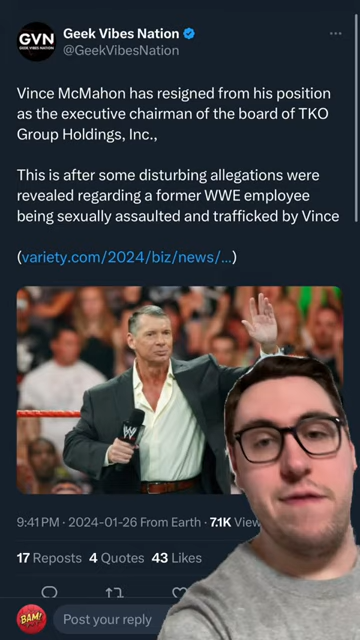 GVN
GEEK VIBES NATION
Geek Vibes Nation
@GeekVibesNation
Vince McMahon has resigned from his position
as the executive chairman of the board of TKO
Group Holdings, Inc.,
This is after some disturbing allegations were
revealed regarding a former WWE employee
being sexually assaulted and trafficked by Vince
(variety.com/2024/biz/news/...)
W
9:41 PM · 2024-01-26 From Earth · 7.1K View
17 Reposts 4 Quotes 43 Likes
BAM!
Post your reply